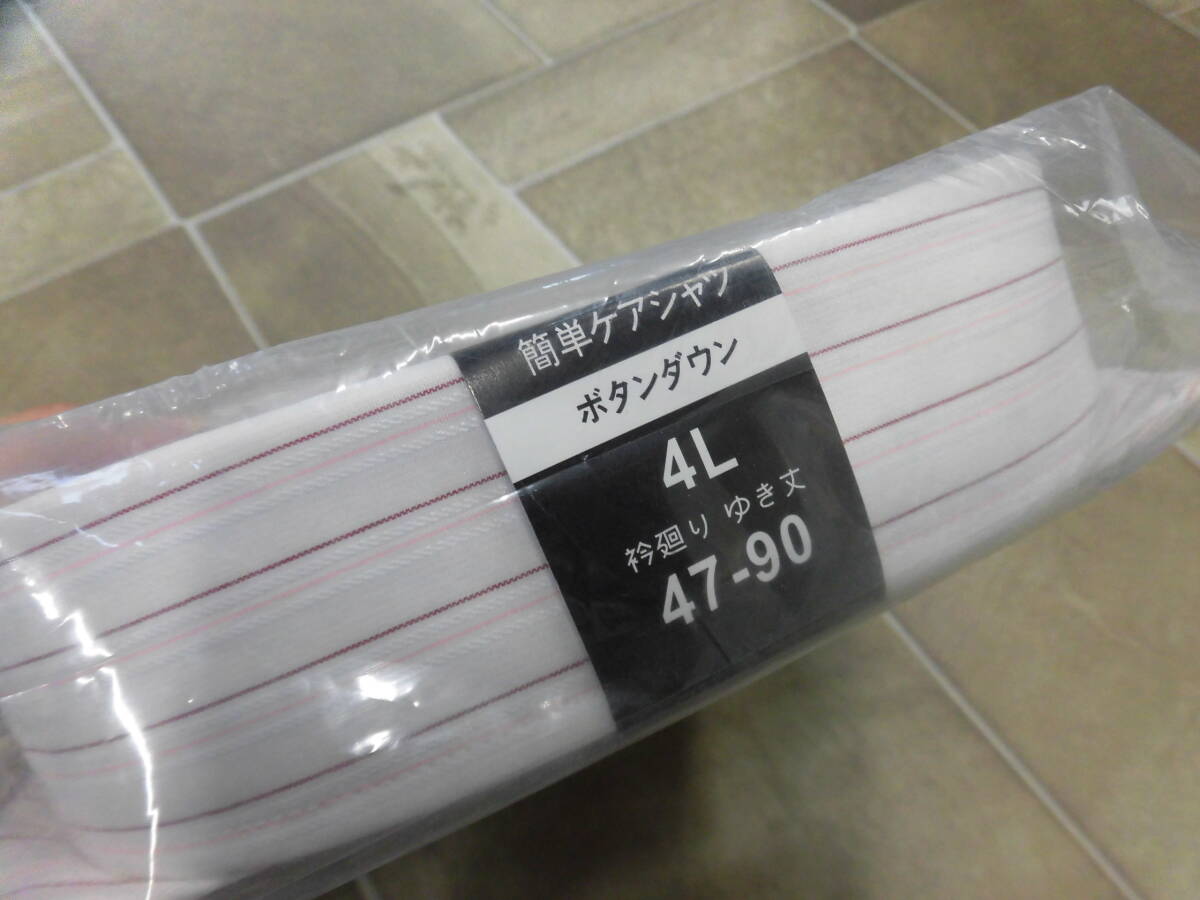 簡単ケアシャツ
ボタンダウン
4L
衿廻り ゆき丈
47-90